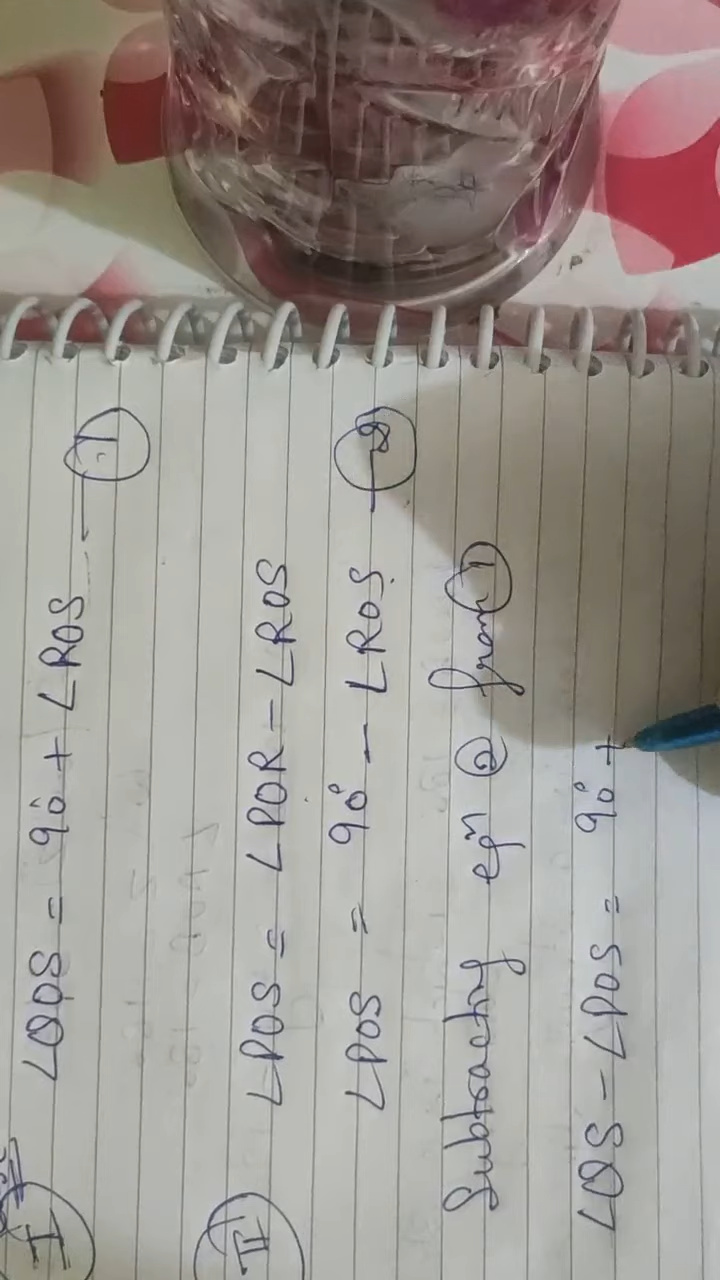 I ∠QOS = 90° + ∠ROS — 1
II ∠POS = ∠POR - ∠ROS
∠POS = 90° - ∠ROS — 2
Subtracting eqn 2 from 1
∠QS - ∠POS = 90° +